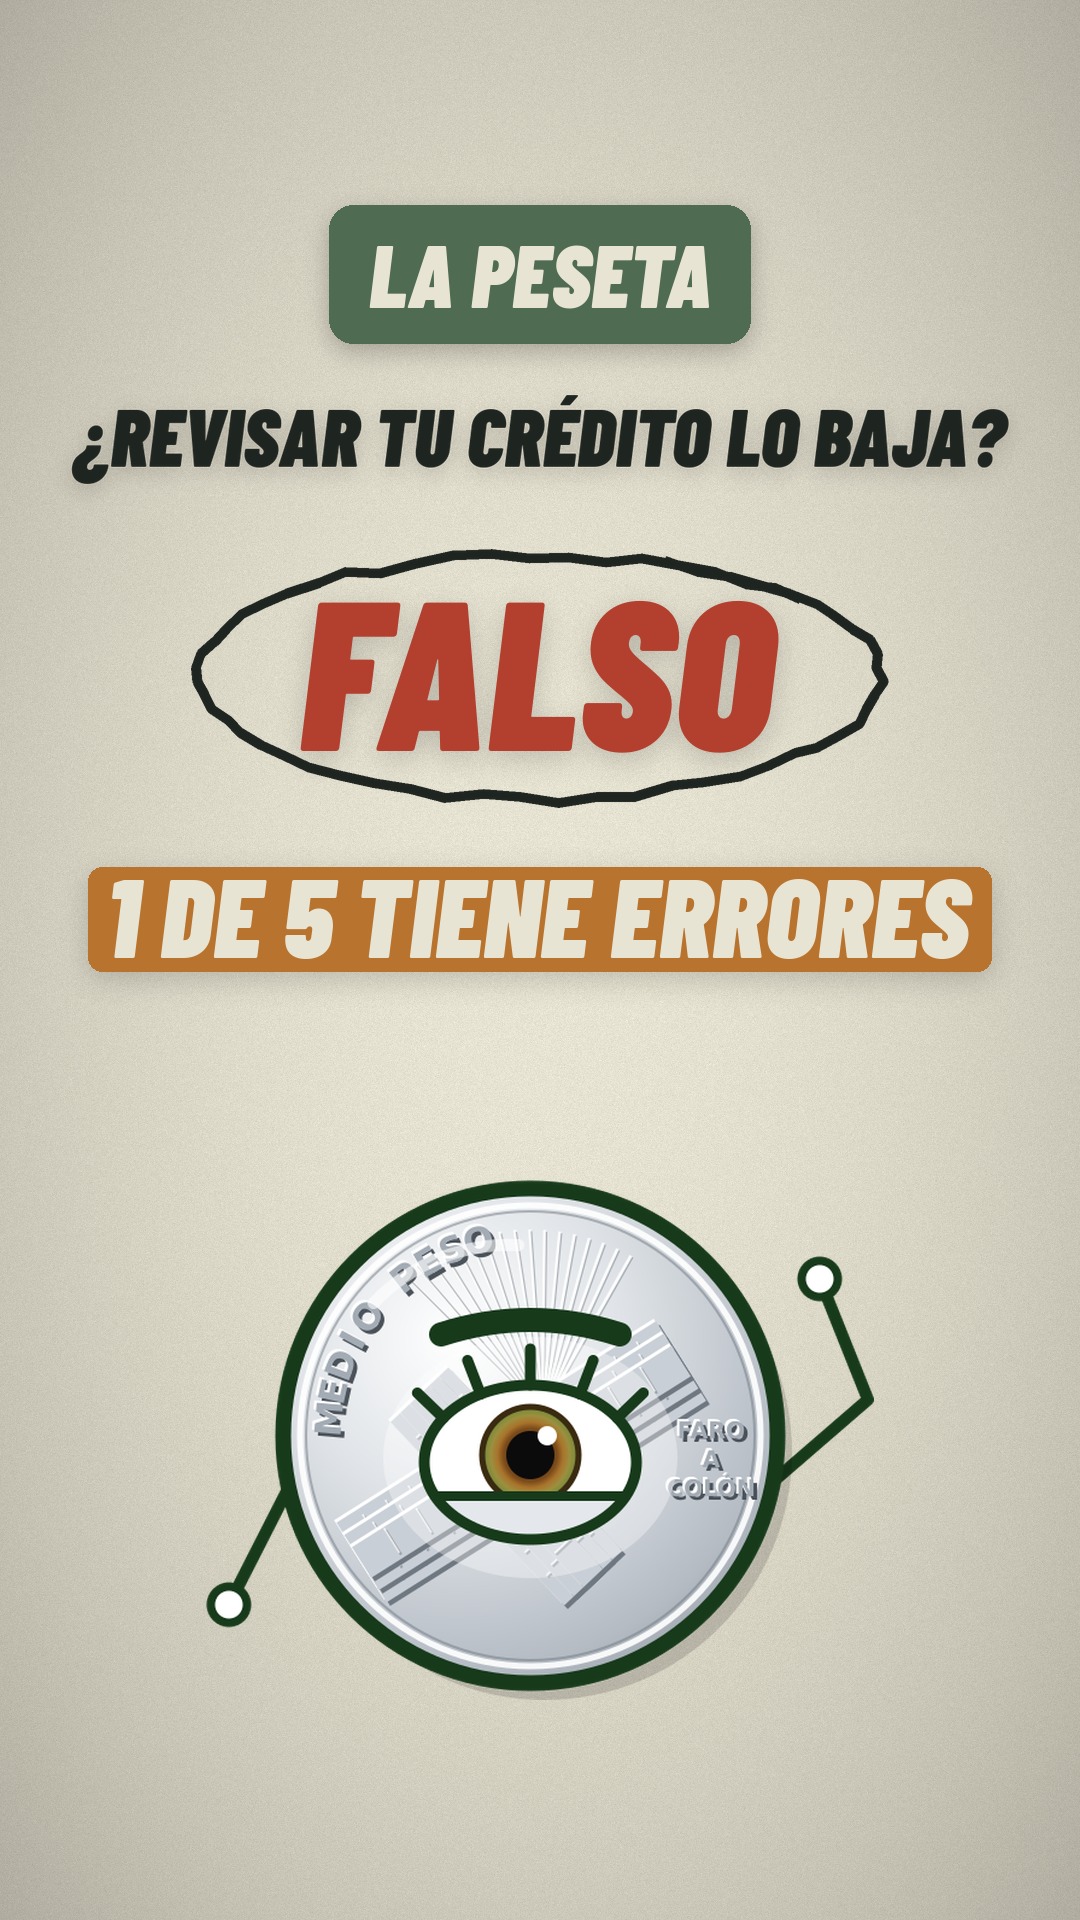 LA PESETA
¿REVISAR TU CRÉDITO LO BAJA?
FALSO
1 DE 5 TIENE ERRORES
MEDIO PESO
FARO
A
COLÓN